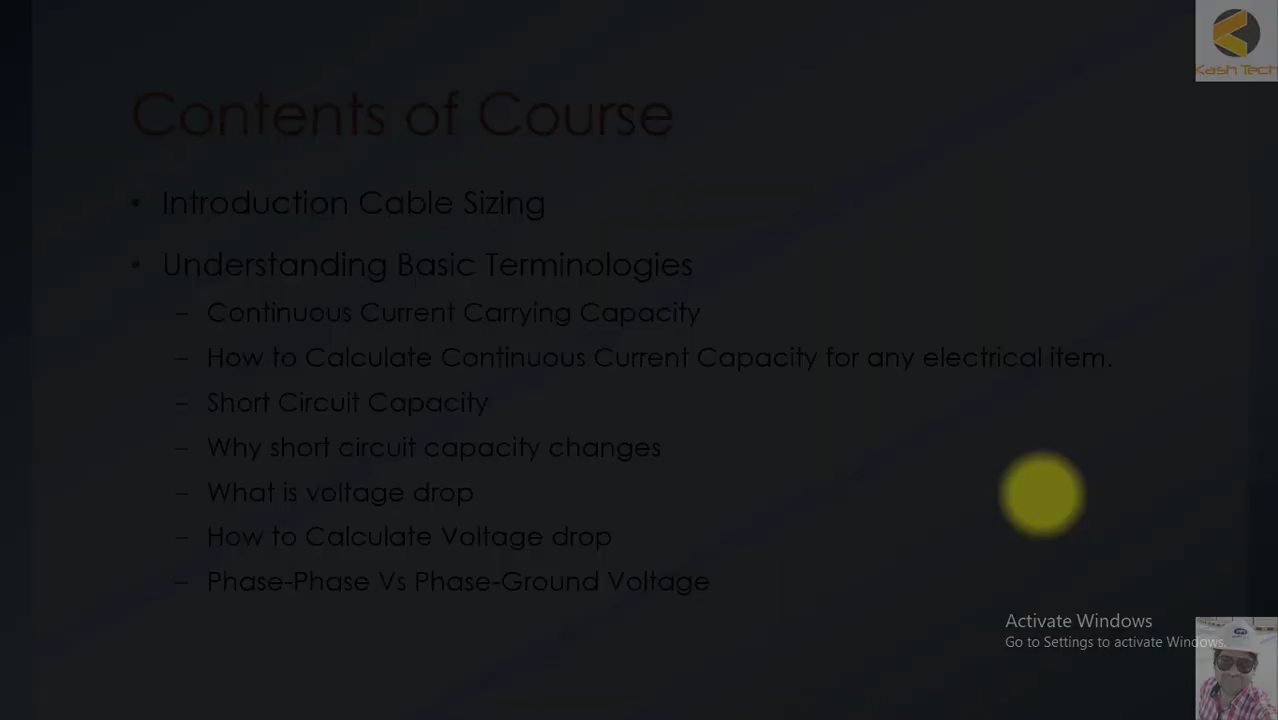 Kash Tech
Contents of Course
• Introduction Cable Sizing
• Understanding Basic Terminologies
– Continuous Current Carrying Capacity
– How to Calculate Continuous Current Capacity for any electrical item.
– Short Circuit Capacity
– Why short circuit capacity changes
– What is voltage drop
– How to Calculate Voltage drop
– Phase-Phase Vs Phase-Ground Voltage
Activate Windows
Go to Settings to activate Windows.